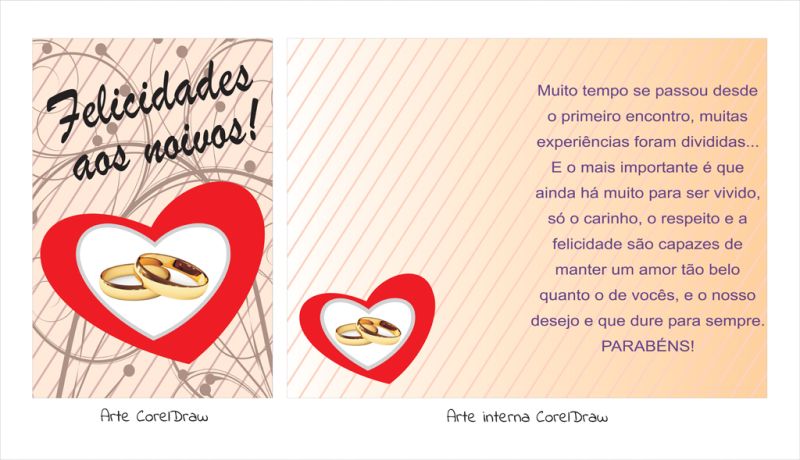 Felicidades
aos noivos!
Muito tempo se passou desde
o primeiro encontro, muitas
experiências foram divididas...
E o mais importante é que
ainda há muito para ser vivido,
só o carinho, o respeito e a
felicidade são capazes de
manter um amor tão belo
quanto o de vocês, e o nosso
desejo e que dure para sempre.
PARABÉNS!
Arte CorelDraw
Arte interna CorelDraw